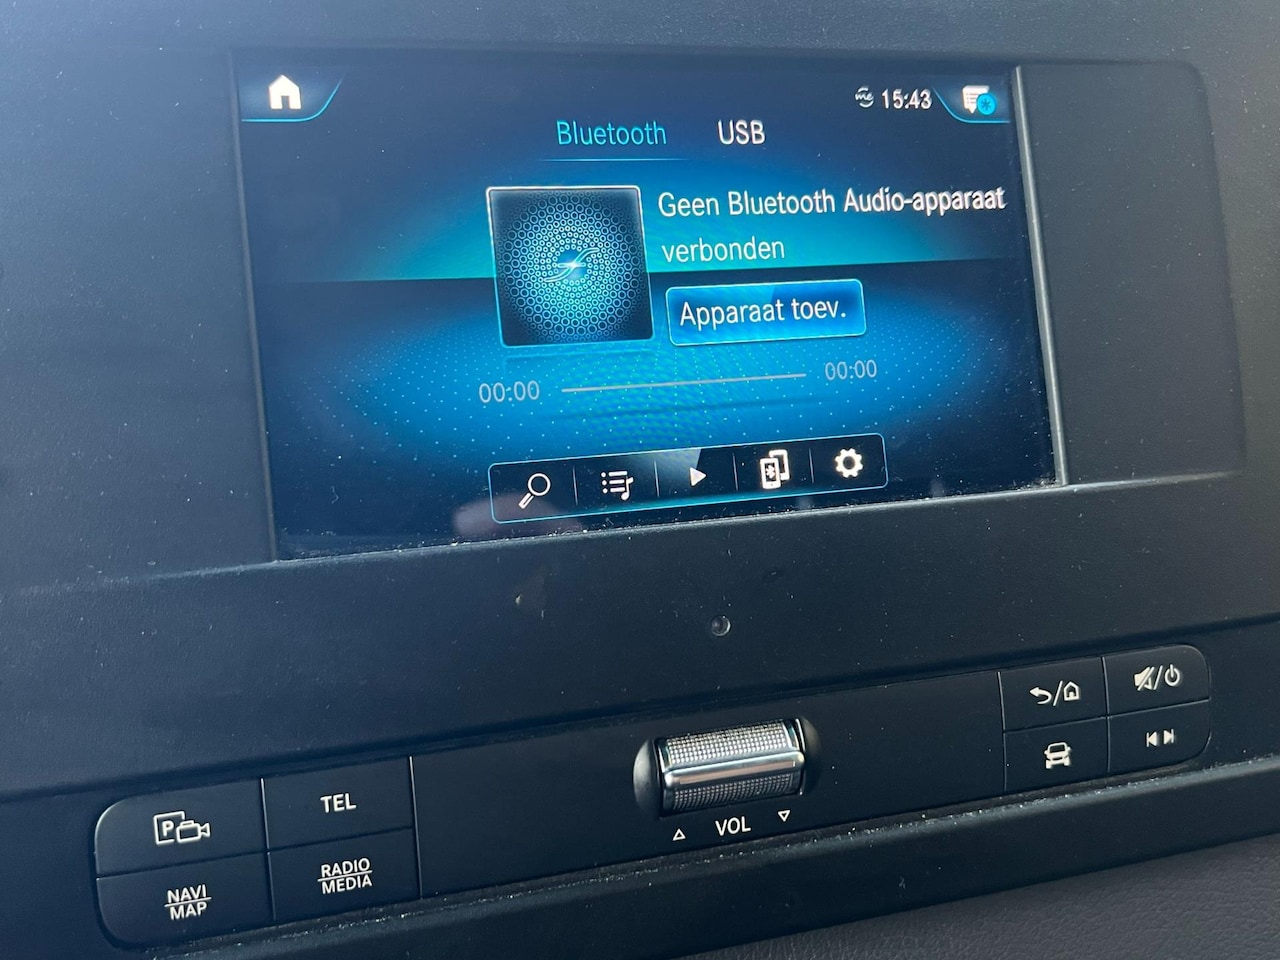 me 15:43
Bluetooth USB
Geen Bluetooth Audio-apparaat
verbonden
Apparaat toev.
00:00 00:00
P
TEL
NAVI
MAP
RADIO
MEDIA
VOL